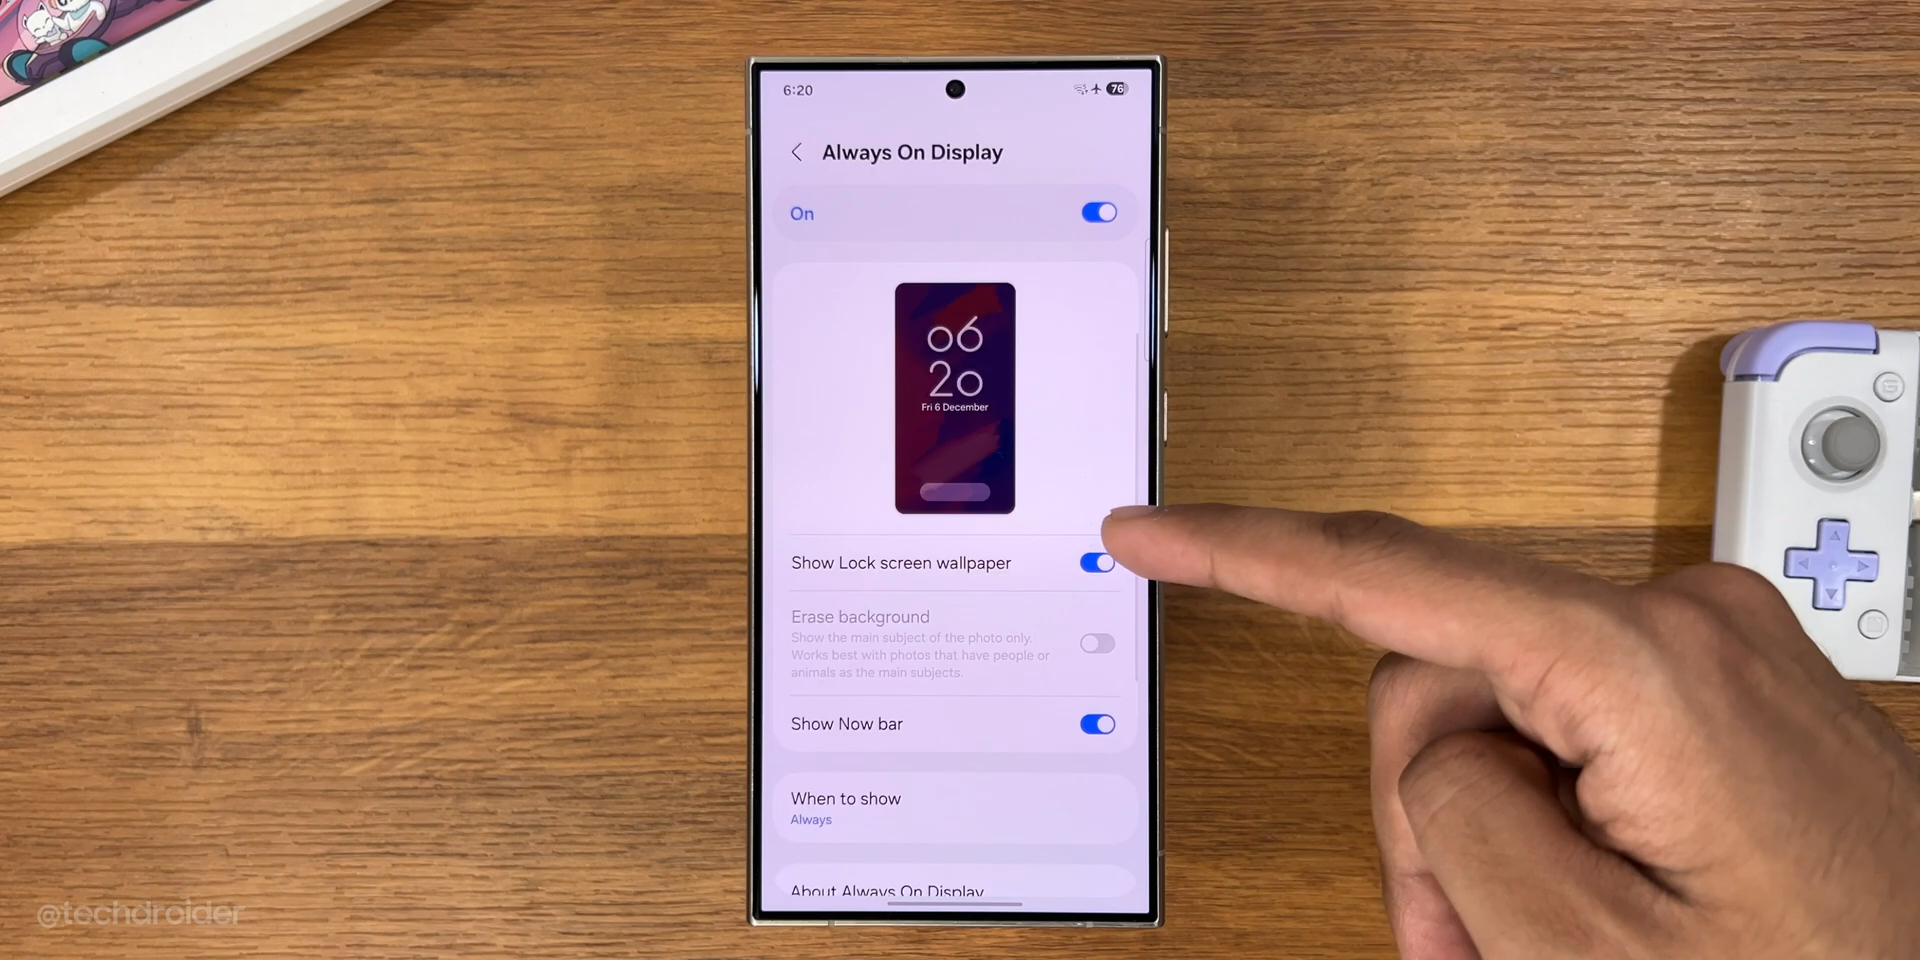 6:20
76
Always On Display
On
06
20
Fri 6 December
Show Lock screen wallpaper
Erase background
Show the main subject of the photo only.
Works best with photos that have people or
animals as the main subjects.
Show Now bar
When to show
Always
About Always On Display
@techdroider